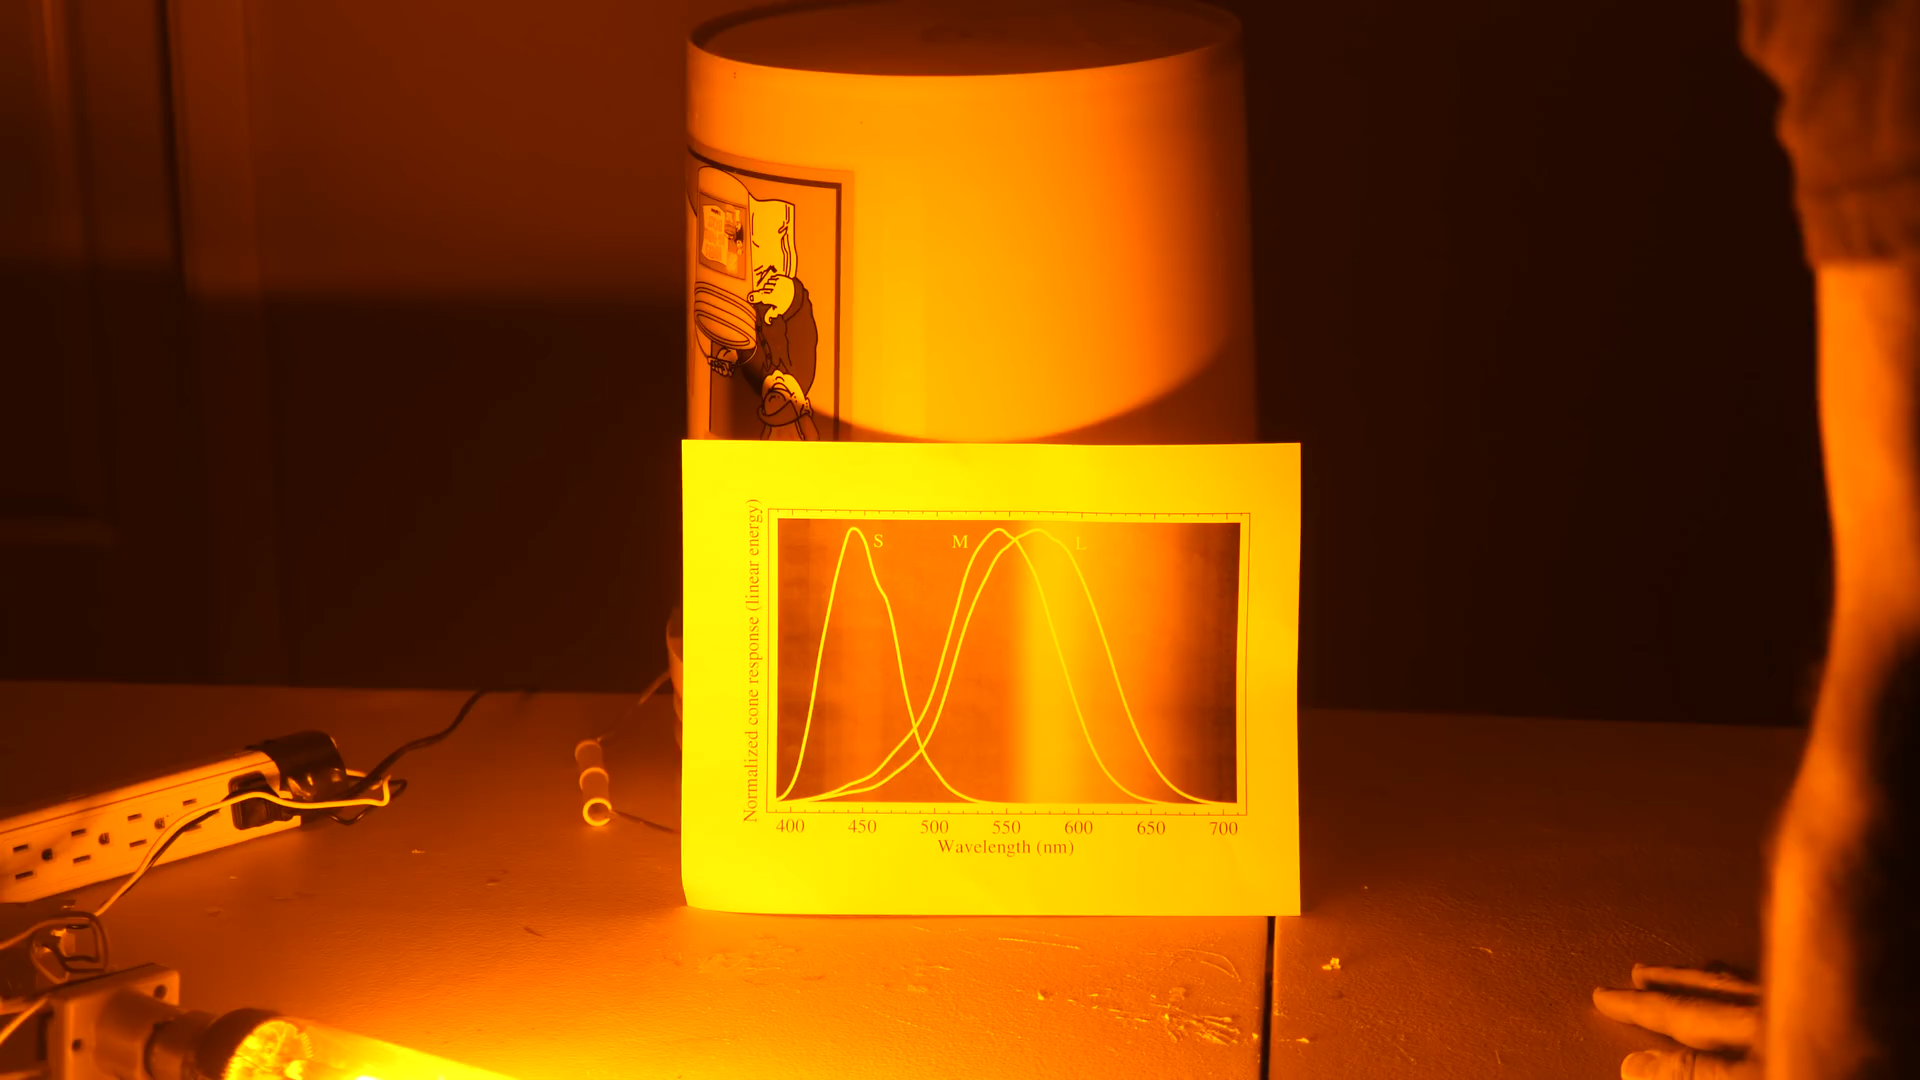 Normalized cone response (linear energy)
S M L
400 450 500 550 600 650 700
Wavelength (nm)